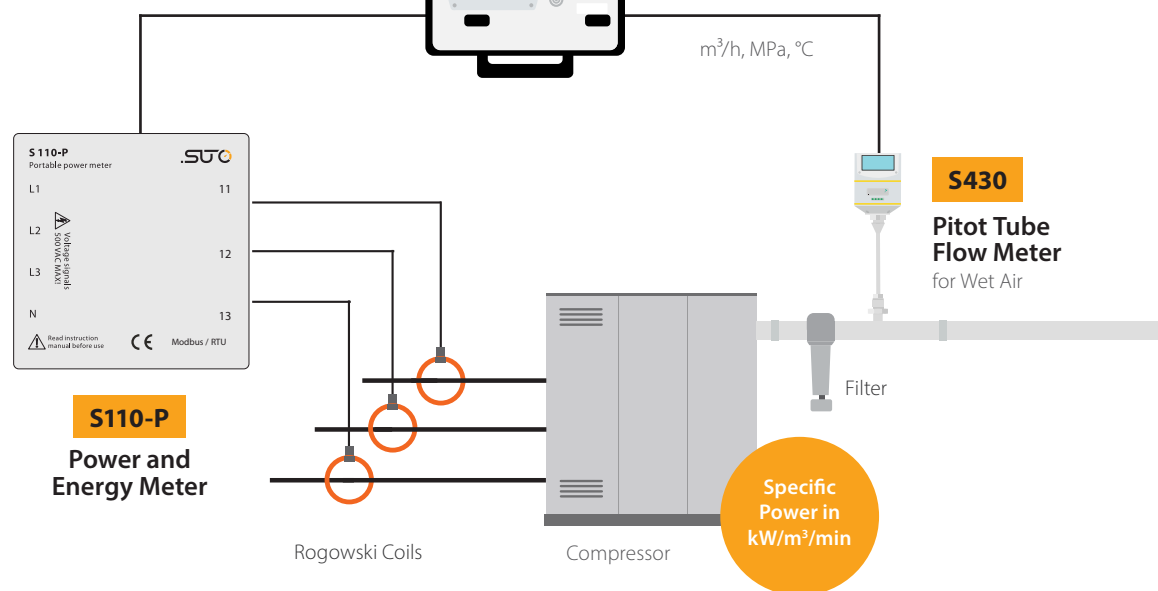 m³/h, MPa, °C
S 110-P
Portable power meter
SUTO
L1
L2
L3
N
Voltage signals
500 VAC MAX!
11
12
13
Read instruction
manual before use
CE
Modbus / RTU
S110-P
Power and
Energy Meter
S430
Pitot Tube
Flow Meter
for Wet Air
Filter
Specific
Power in
kW/m³/min
Rogowski Coils
Compressor